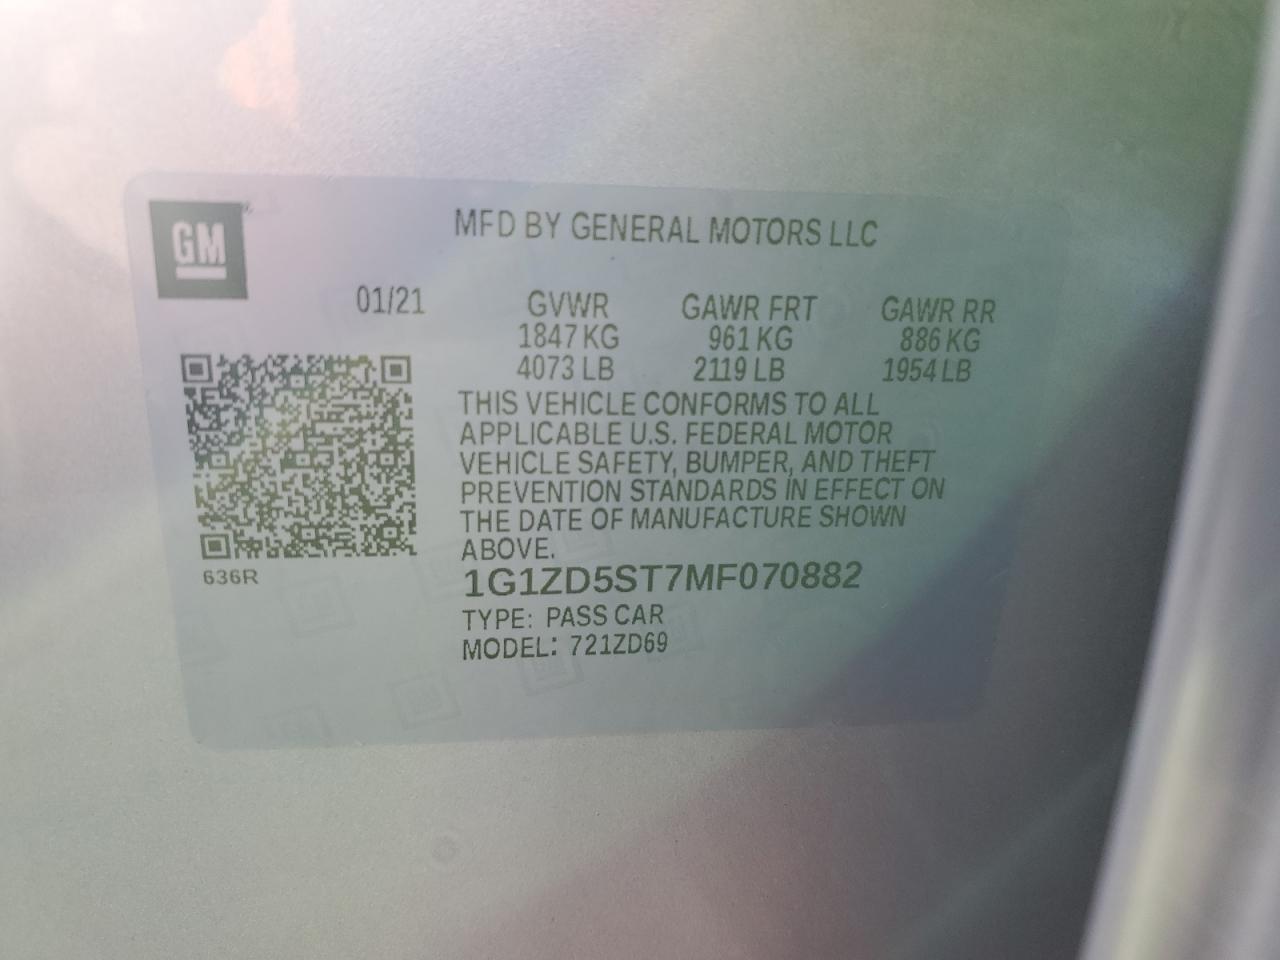 GM
MFD BY GENERAL MOTORS LLC
01/21 GVWR GAWR FRT GAWR RR
1847 KG 961 KG 886 KG
4073 LB 2119 LB 1954 LB
THIS VEHICLE CONFORMS TO ALL
APPLICABLE U.S. FEDERAL MOTOR
VEHICLE SAFETY, BUMPER, AND THEFT
PREVENTION STANDARDS IN EFFECT ON
THE DATE OF MANUFACTURE SHOWN
ABOVE.
636R
1G1ZD5ST7MF070882
TYPE: PASS CAR
MODEL: 721ZD69